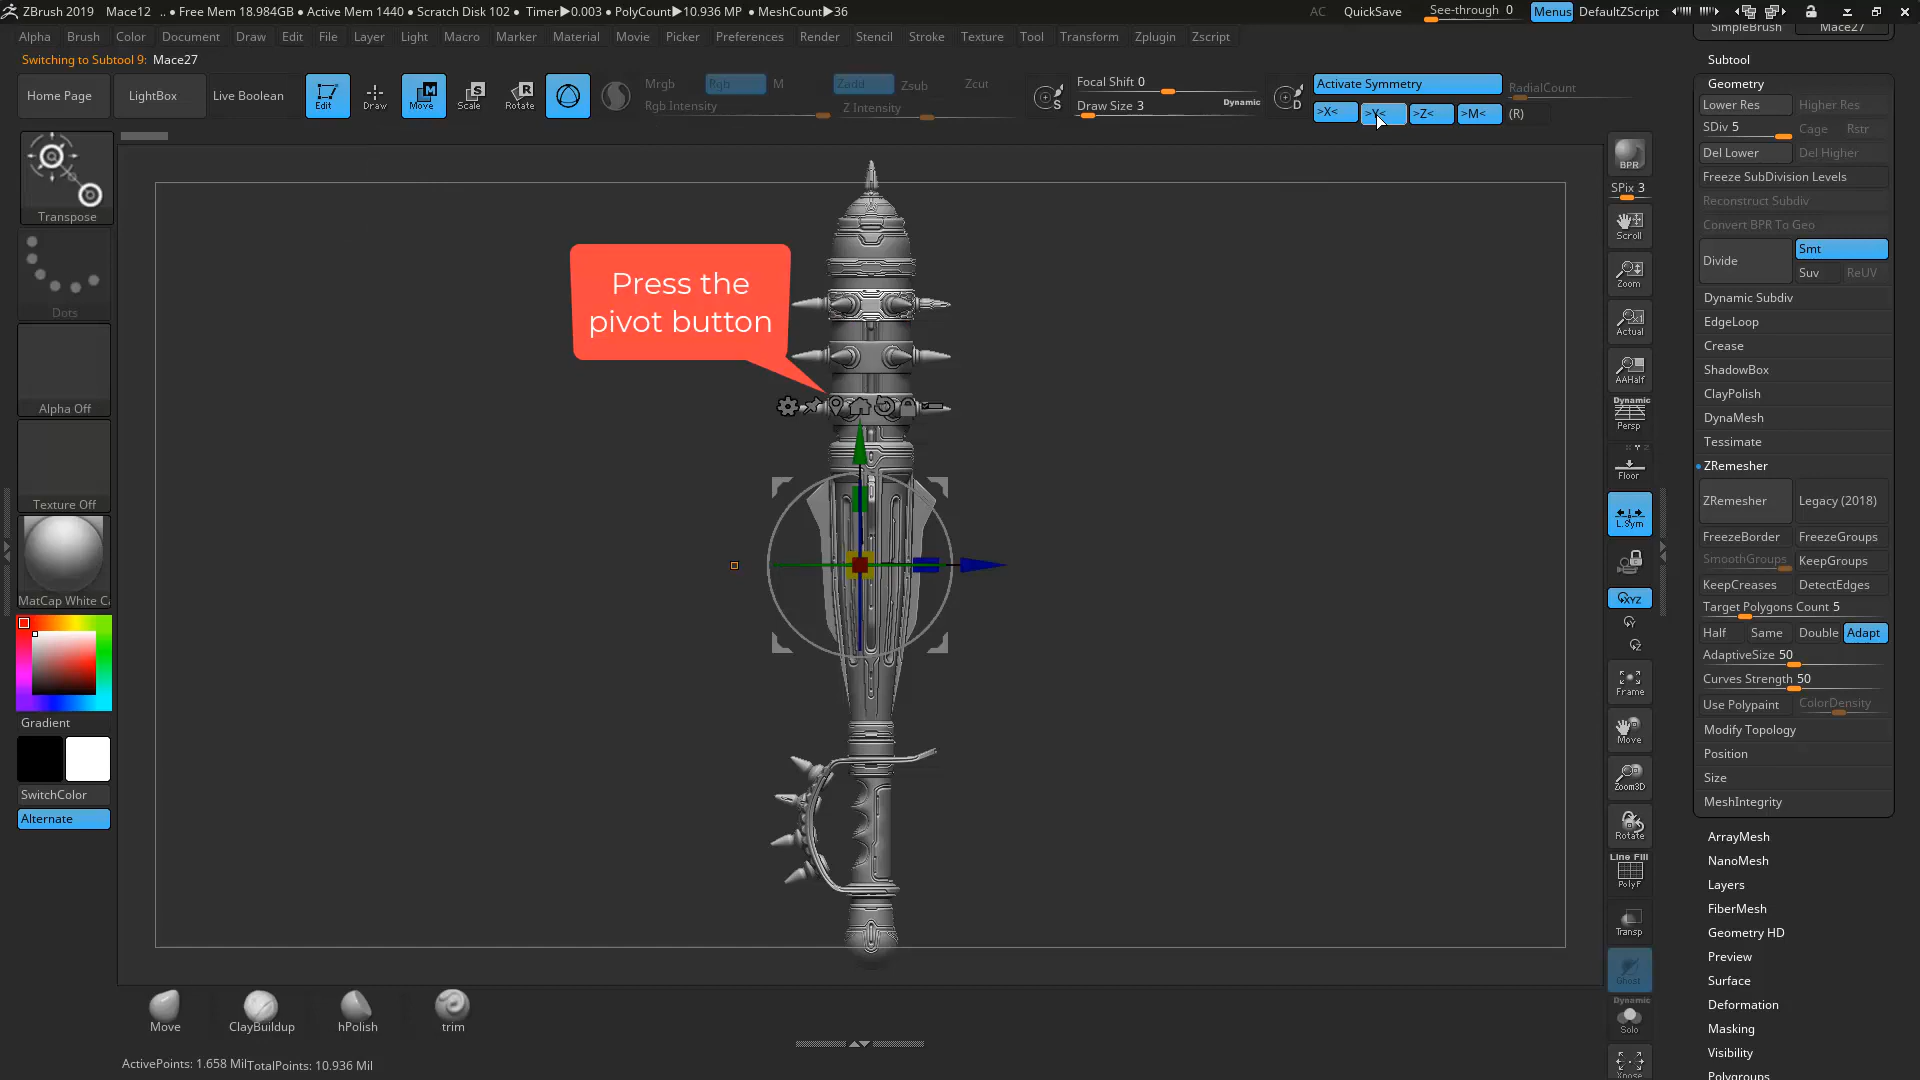 ZBrush 2019 Mace12 .. ● Free Mem 18.984GB ● Active Mem 1440 ● Scratch Disk 102 ● Timer▶0.003 ● PolyCount▶10.936 MP ● MeshCount▶36 AC QuickSave See-through 0 Menus DefaultZScript
Alpha Brush Color Document Draw Edit File Layer Light Macro Marker Material Movie Picker Preferences Render Stencil Stroke Texture Tool Transform Zplugin Zscript
Switching to Subtool 9: Mace27
Home Page LightBox Live Boolean
Edit Draw Move Scale Rotate
Mrgb Rgb M Zadd Zsub Zcut
Rgb Intensity Z Intensity
S Focal Shift 0
Draw Size 3 Dynamic
D Activate Symmetry
>X< >Y< >Z< >M< (R) RadialCount
Transpose
Dots
Alpha Off
Texture Off
MatCap White C
Gradient
SwitchColor
Alternate
Press the
pivot button
Move ClayBuildup hPolish trim
ActivePoints: 1.658 Mil TotalPoints: 10.936 Mil
BPR
SPix 3
Scroll
Zoom
Actual
AAHalf
Dynamic
Persp
Floor
L.Sym
XYZ
Y
Z
Frame
Move
Zoom3D
Rotate
Line Fill
PolyF
Transp
Ghost
Dynamic
Solo
Xpose
SimpleBrush Mace27
Subtool
Geometry
Lower Res Higher Res
SDiv 5 Cage Rstr
Del Lower Del Higher
Freeze SubDivision Levels
Reconstruct Subdiv
Convert BPR To Geo
Divide Smt
Suv ReUV
Dynamic Subdiv
EdgeLoop
Crease
ShadowBox
ClayPolish
DynaMesh
Tessimate
ZRemesher
ZRemesher Legacy (2018)
FreezeBorder FreezeGroups
SmoothGroups KeepGroups
KeepCreases DetectEdges
Target Polygons Count 5
Half Same Double Adapt
AdaptiveSize 50
Curves Strength 50
Use Polypaint ColorDensity
Modify Topology
Position
Size
MeshIntegrity
ArrayMesh
NanoMesh
Layers
FiberMesh
Geometry HD
Preview
Surface
Deformation
Masking
Visibility
Polygroups